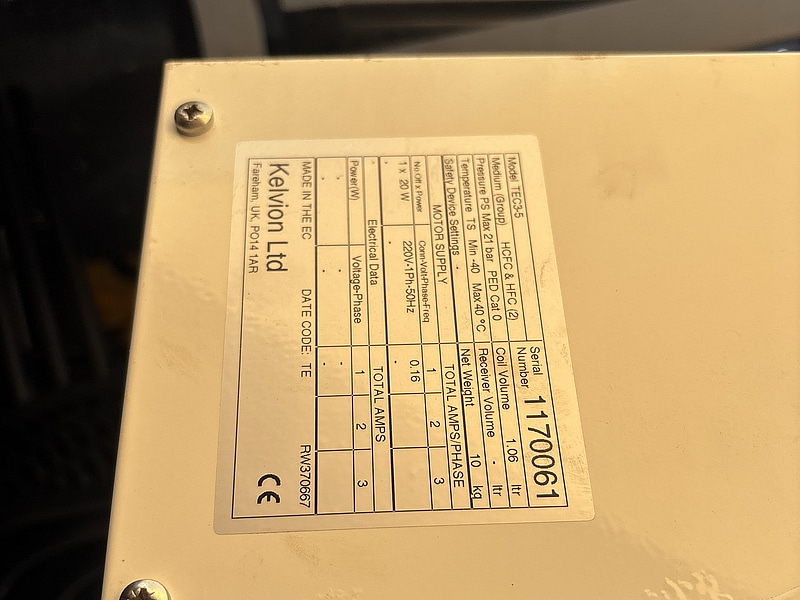 Model TEC3-5 Serial Number 1170061
Medium (Group) HCFC & HFC (2) Coil Volume 1.06 ltr
Pressure PS Max 21 bar PED Cat 0 Receiver Volume - ltr
Temperature TS Min -40 Max 40 °C Net Weight 10 kg
Safety Device Settings -
MOTOR SUPPLY TOTAL AMPS/PHASE
No.Off x Power Conn-Volt-Phase-Freq 1 2 3
1 x 20 W 220V-1Ph-50Hz 0.16
- - -
Electrical Data TOTAL AMPS
Power(W) Voltage-Phase 1 2 3
- - -
- - -
MADE IN THE EC DATE CODE: TE RW370667
Kelvion Ltd
Fareham, UK, PO14 1AR
CE